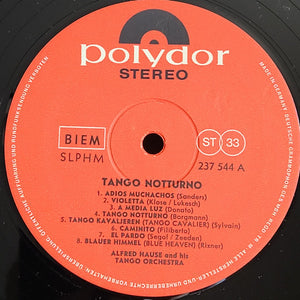 polydor
STEREO
BIEM
SLPHM
ST 33
237 544 A
TANGO NOTTURNO
1. ADIOS MUCHACHOS (Sanders)
2. VIOLETTA (Klose / Lukesch)
3. A MEDIA LUZ (Donato)
4. TANGO NOTTURNO (Borgmann)
5. TANGO KAVALJEREN (TANGO CAVALIER) (Sylvain)
6. CAMINITO (Filiberto)
7. EL PARDO (Segal / Zeeden)
8. BLAUER HIMMEL (BLUE HEAVEN) (Rixner)
ALFRED HAUSE and his
TANGO ORCHESTRA
MADE IN GERMANY